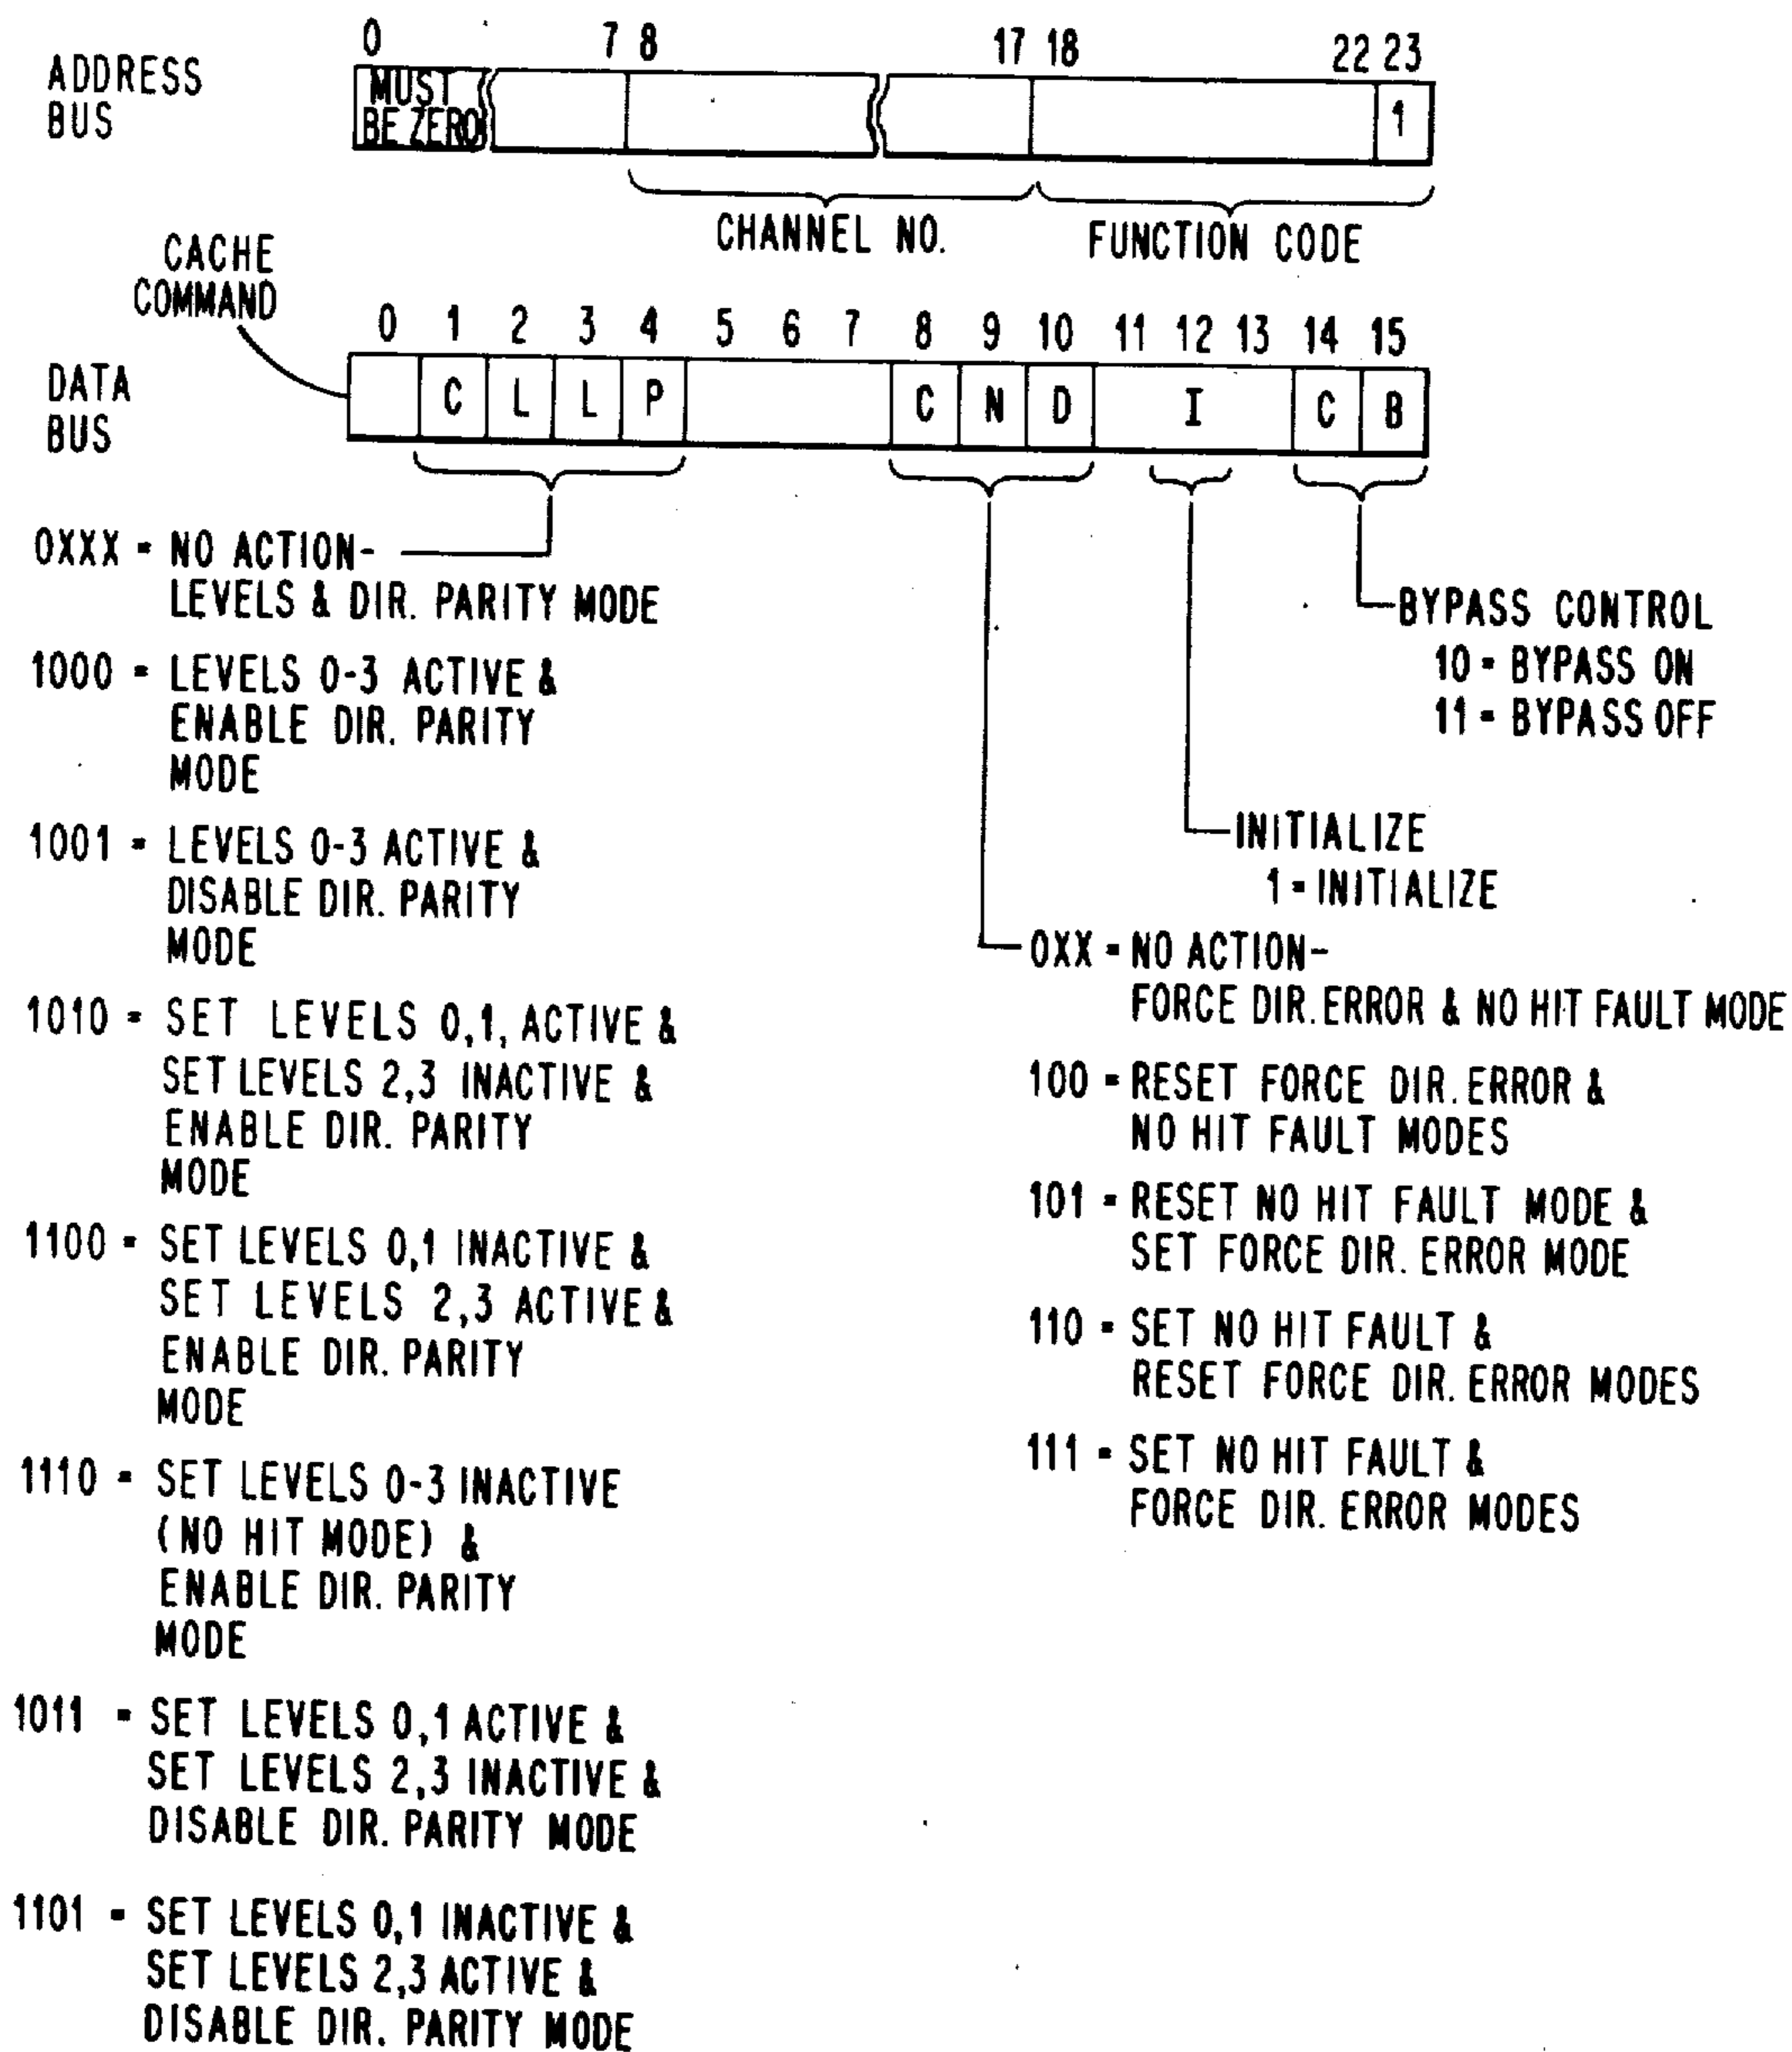 0 7 8 17 18 22 23
ADDRESS
BUS
MUST
BE ZERO
1
CHANNEL NO.
FUNCTION CODE
CACHE
COMMAND
0 1 2 3 4 5 6 7 8 9 10 11 12 13 14 15
DATA
BUS
C L L P C N D I C B
0XXX = NO ACTION-
LEVELS & DIR. PARITY MODE
1000 = LEVELS 0-3 ACTIVE &
ENABLE DIR. PARITY
MODE
1001 = LEVELS 0-3 ACTIVE &
DISABLE DIR. PARITY
MODE
1010 = SET LEVELS 0,1, ACTIVE &
SET LEVELS 2,3 INACTIVE &
ENABLE DIR. PARITY
MODE
1100 = SET LEVELS 0,1 INACTIVE &
SET LEVELS 2,3 ACTIVE &
ENABLE DIR. PARITY
MODE
1110 = SET LEVELS 0-3 INACTIVE
(NO HIT MODE) &
ENABLE DIR. PARITY
MODE
1011 = SET LEVELS 0,1 ACTIVE &
SET LEVELS 2,3 INACTIVE &
DISABLE DIR. PARITY MODE
1101 = SET LEVELS 0,1 INACTIVE &
SET LEVELS 2,3 ACTIVE &
DISABLE DIR. PARITY MODE
BYPASS CONTROL
10 = BYPASS ON
11 = BYPASS OFF
INITIALIZE
1 = INITIALIZE
0XX = NO ACTION-
FORCE DIR. ERROR & NO HIT FAULT MODE
100 = RESET FORCE DIR. ERROR &
NO HIT FAULT MODES
101 = RESET NO HIT FAULT MODE &
SET FORCE DIR. ERROR MODE
110 = SET NO HIT FAULT &
RESET FORCE DIR. ERROR MODES
111 = SET NO HIT FAULT &
FORCE DIR. ERROR MODES